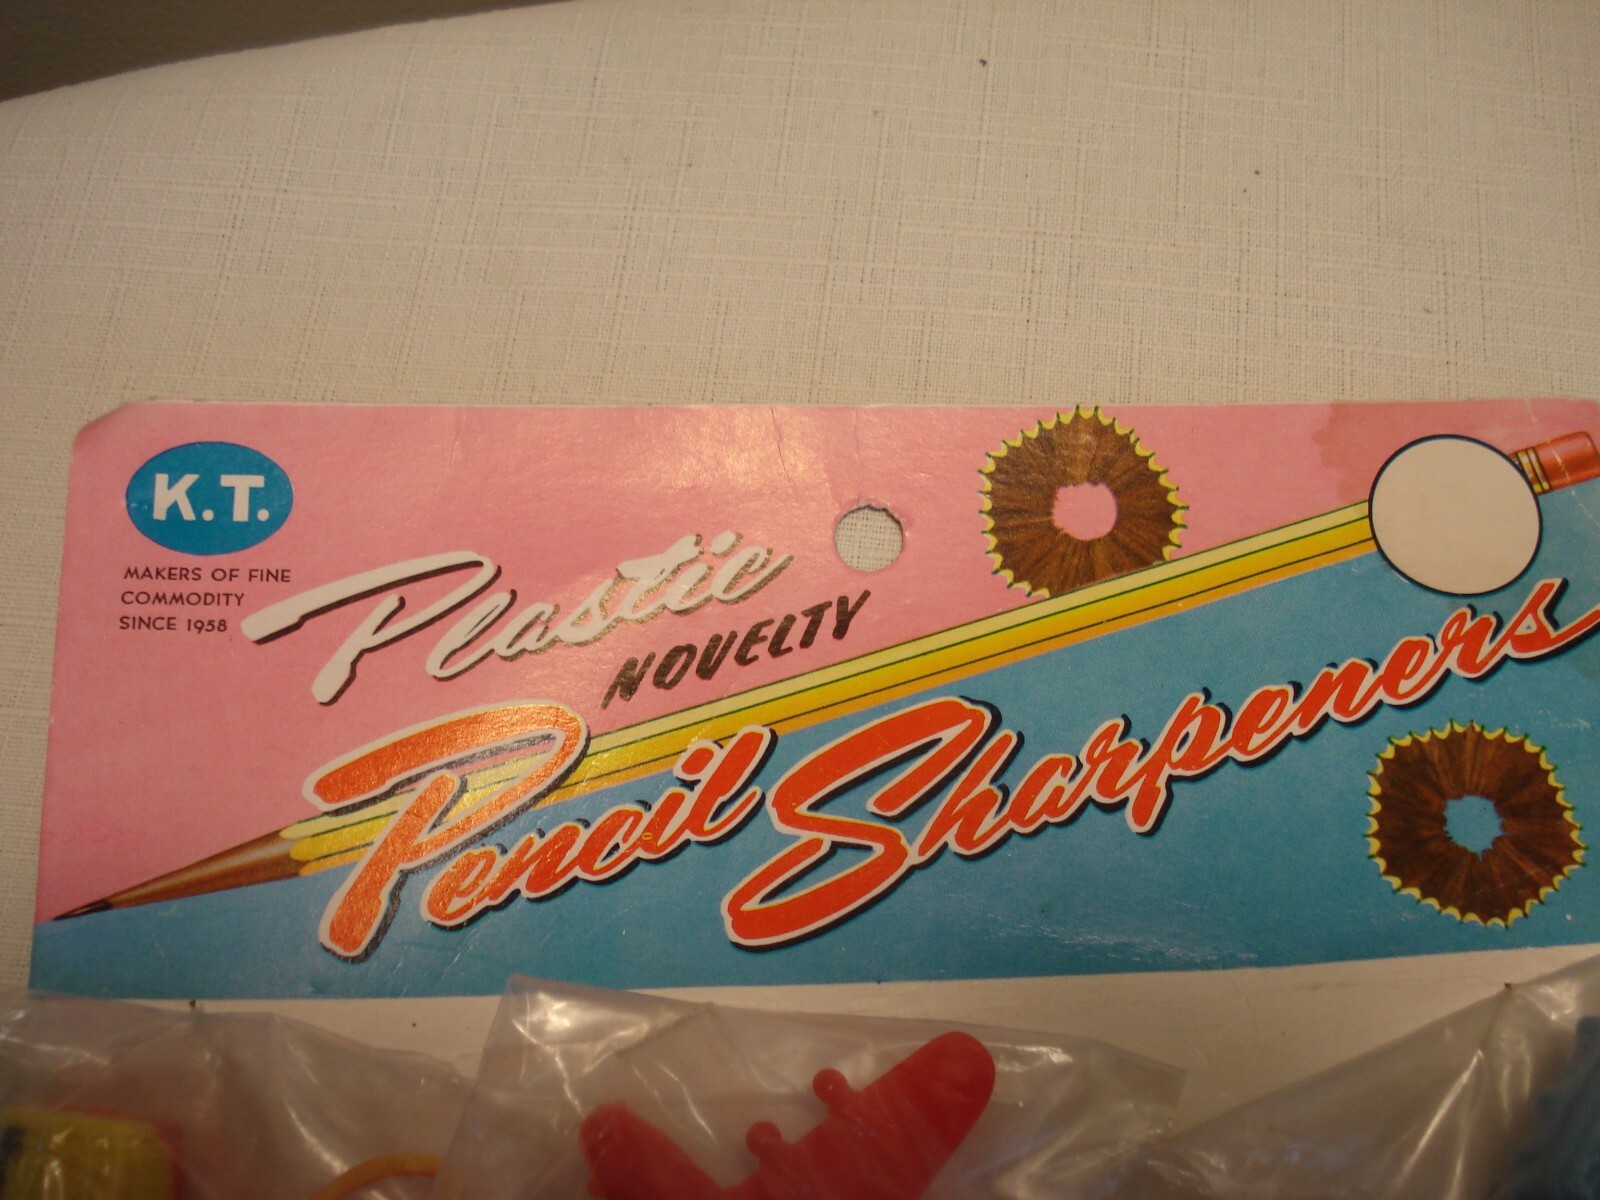 K.T.
MAKERS OF FINE
COMMODITY
SINCE 1958
Plastic
NOVELTY
Pencil Sharpeners